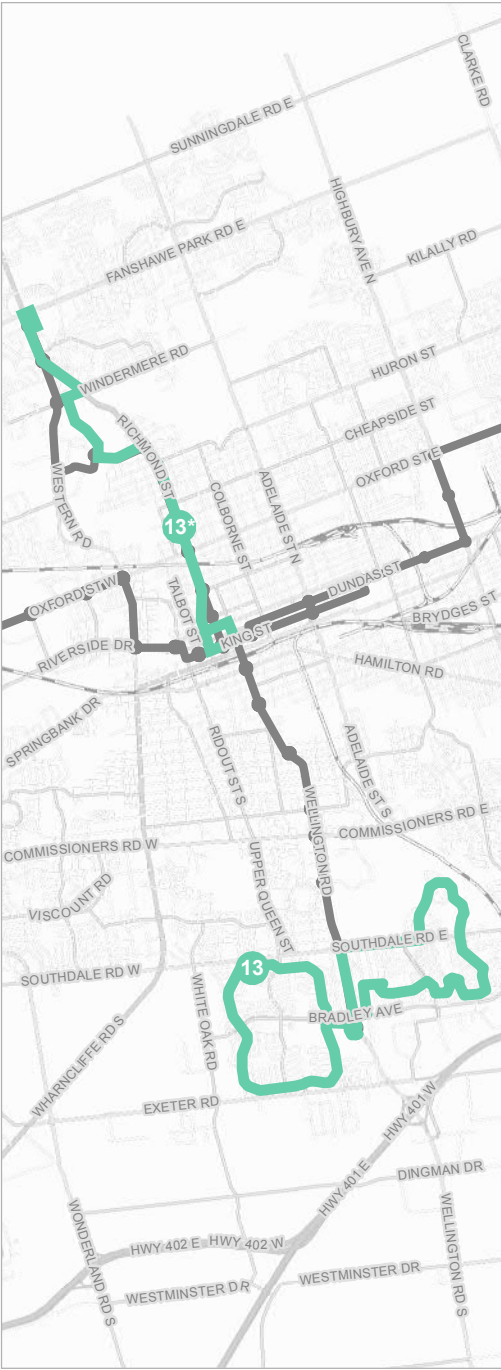 CLARKE RD
SUNNINGDALE RD E
HIGHBURY AVE N
FANSHAWE PARK RD E
KILALLY RD
WINDERMERE RD
HURON ST
RICHMOND ST
CHEAPSIDE ST
WESTERN RD
OXFORD ST E
COLBORNE ST
ADELAIDE ST N
13*
OXFORD ST W
TALBOT ST
DUNDAS ST
BRYDGES ST
KING ST
RIVERSIDE DR
HAMILTON RD
SPRINGBANK DR
RIDOUT ST S
ADELAIDE ST S
WELLINGTON RD
COMMISSIONERS RD E
COMMISSIONERS RD W
UPPER QUEEN ST
VISCOUNT RD
SOUTHDALE RD E
13
SOUTHDALE RD W
WHITE OAK RD
BRADLEY AVE
WHARNCLIFFE RD S
EXETER RD
HWY 401 W
DINGMAN DR
HWY 401 E
WONDERLAND RD S
WELLINGTON RD S
HWY 402 E
HWY 402 W
WESTMINSTER DR
WESTMINSTER DR